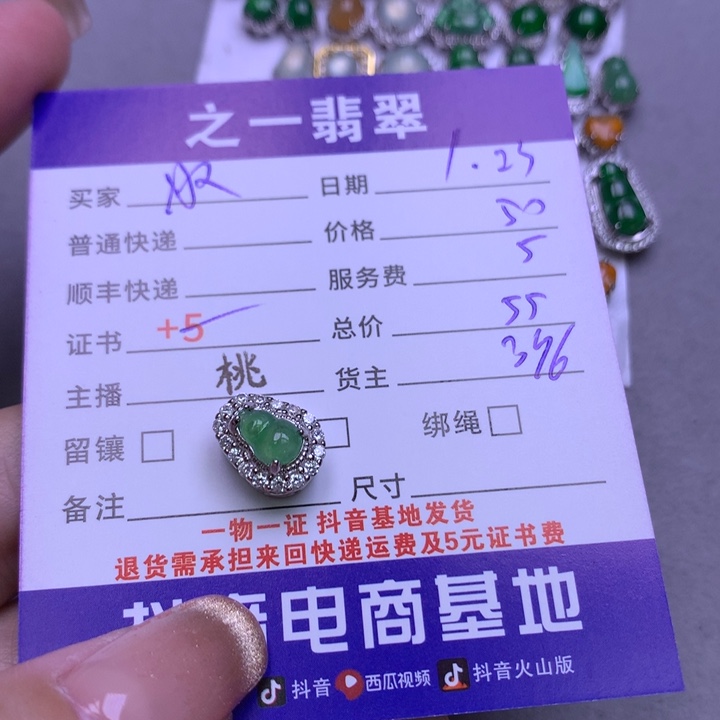 之一翡翠
买家 日期 1.25
普通快递 价格 50
顺丰快递 服务费 5
证书 +5 总价 55
主播 桃 货主 396
留镶 绑绳
备注 尺寸
一物一证 抖音基地发货
退货需承担来回快递运费及5元证书费
抖音电商基地
抖音 西瓜视频 抖音火山版